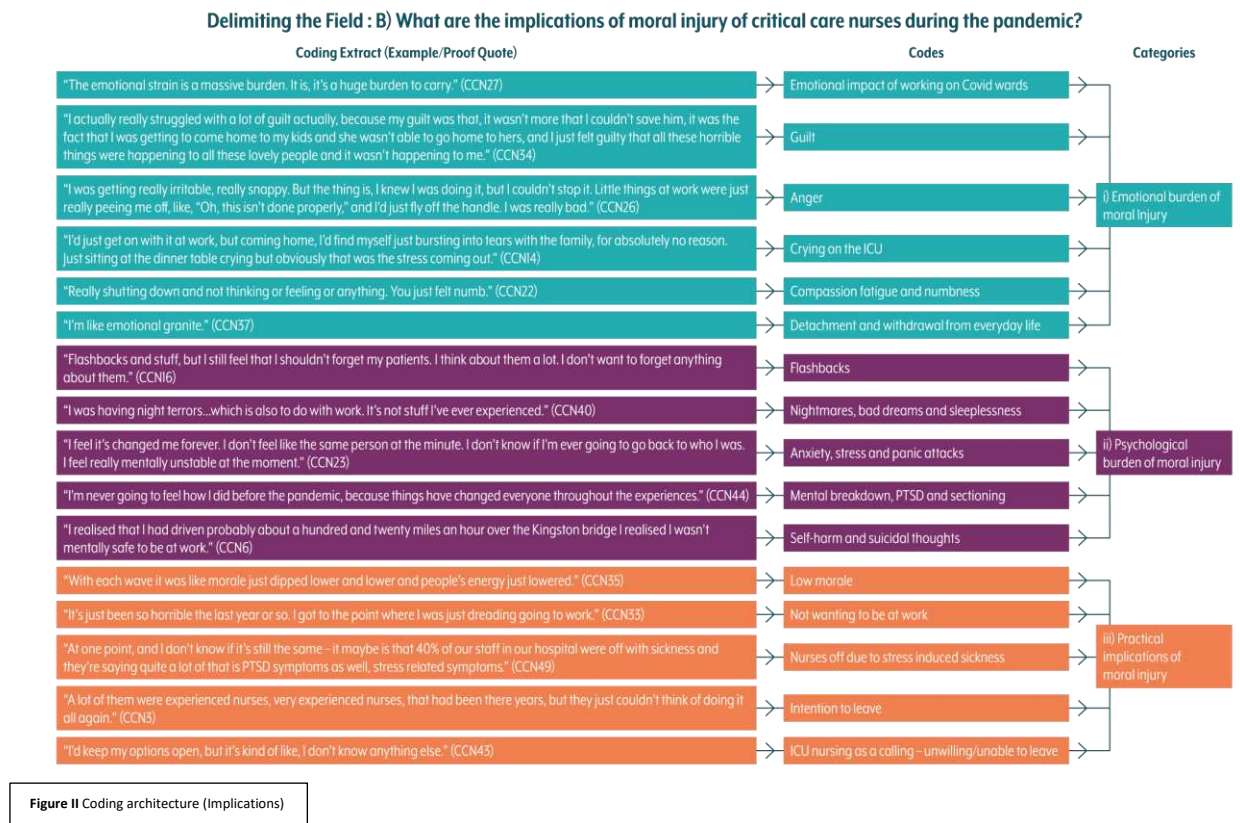 Delimiting the Field : B) What are the implications of moral injury of critical care nurses during the pandemic?
Coding Extract (Example/Proof Quote)
Codes
Categories
“The emotional strain is a massive burden. It is, it’s a huge burden to carry.” (CCN27)
Emotional impact of working on Covid wards
“I actually really struggled with a lot of guilt actually, because my guilt was that, it wasn’t more that I couldn’t save him, it was the
fact that I was getting to come home to my kids and she wasn’t able to go home to hers, and I just felt guilty that all these horrible
things were happening to all these lovely people and it wasn’t happening to me.” (CCN34)
Guilt
“I was getting really irritable, really snappy. But the thing is, I knew I was doing it, but I couldn’t stop it. Little things at work were just
really peeing me off, like, “Oh, this isn’t done properly,” and I’d just fly off the handle. I was really bad.” (CCN26)
Anger
“I’d just get on with it at work, but coming home, I’d find myself just bursting into tears with the family, for absolutely no reason.
Just sitting at the dinner table crying but obviously that was the stress coming out.” (CCN14)
Crying on the ICU
“Really shutting down and not thinking or feeling or anything. You just felt numb.” (CCN22)
Compassion fatigue and numbness
“I’m like emotional granite.” (CCN37)
Detachment and withdrawal from everyday life
i) Emotional burden of
moral Injury
“Flashbacks and stuff, but I still feel that I shouldn’t forget my patients. I think about them a lot. I don’t want to forget anything
about them.” (CCN16)
Flashbacks
“I was having night terrors...which is also to do with work. It’s not stuff I’ve ever experienced.” (CCN40)
Nightmares, bad dreams and sleeplessness
“I feel it’s changed me forever. I don’t feel like the same person at the minute. I don’t know if I’m ever going to go back to who I was.
I feel really mentally unstable at the moment.” (CCN23)
Anxiety, stress and panic attacks
“I’m never going to feel how I did before the pandemic, because things have changed everyone throughout the experiences.” (CCN44)
Mental breakdown, PTSD and sectioning
“I realised that I had driven probably about a hundred and twenty miles an hour over the Kingston bridge I realised I wasn’t
mentally safe to be at work.” (CCN6)
Self-harm and suicidal thoughts
ii) Psychological
burden of moral injury
“With each wave it was like morale just dipped lower and lower and people’s energy just lowered.” (CCN35)
Low morale
“It’s just been so horrible the last year or so. I got to the point where I was just dreading going to work.” (CCN33)
Not wanting to be at work
“At one point, and I don’t know if it’s still the same – it maybe is that 40% of our staff in our hospital were off with sickness and
they’re saying quite a lot of that is PTSD symptoms as well, stress related symptoms.” (CCN49)
Nurses off due to stress induced sickness
“A lot of them were experienced nurses, very experienced nurses, that had been there years, but they just couldn’t think of doing it
all again.” (CCN3)
Intention to leave
“I’d keep my options open, but it’s kind of like, I don’t know anything else.” (CCN43)
ICU nursing as a calling – unwilling/unable to leave
iii) Practical
implications of
moral injury
Figure II Coding architecture (Implications)